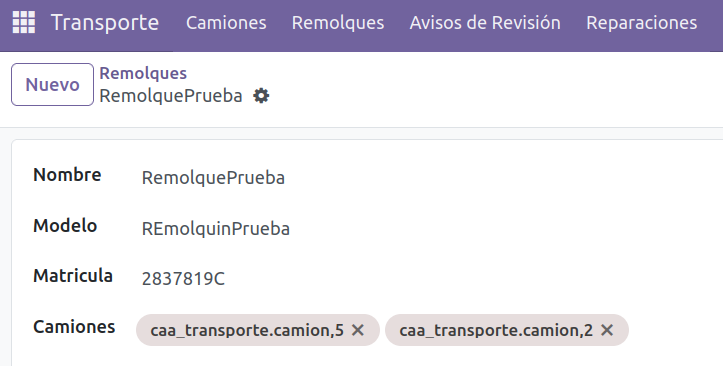 Transporte Camiones Remolques Avisos de Revisión Reparaciones
Nuevo
Remolques
RemolquePrueba
Nombre RemolquePrueba
Modelo REmolquinPrueba
Matricula 2837819C
Camiones caa_transporte.camion,5 × caa_transporte.camion,2 ×